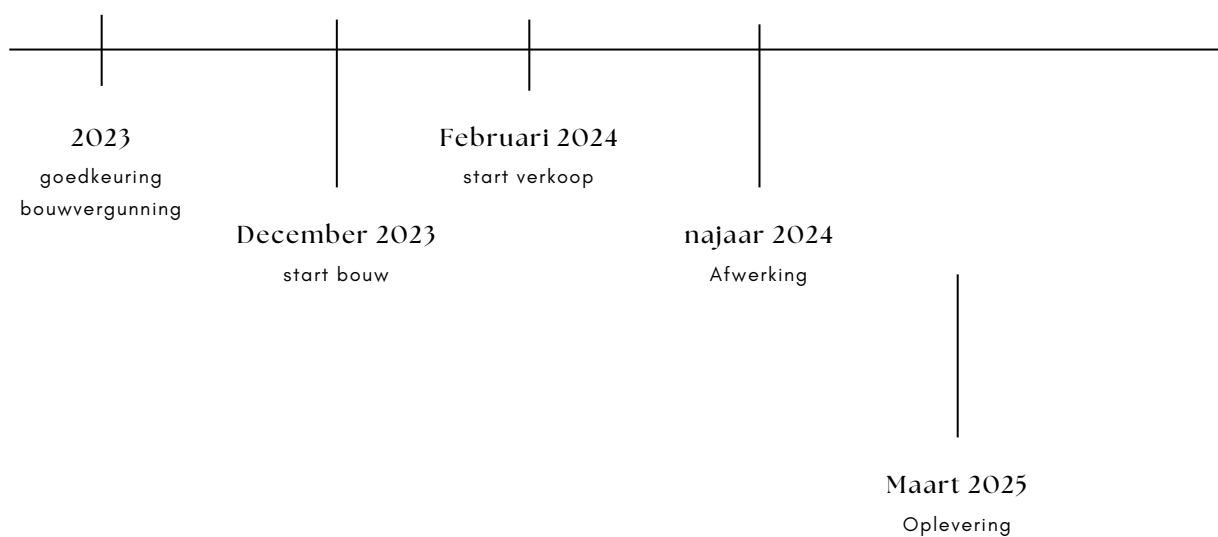 2023
goedkeuring
bouwvergunning
December 2023
start bouw
Februari 2024
start verkoop
najaar 2024
Afwerking
Maart 2025
Oplevering